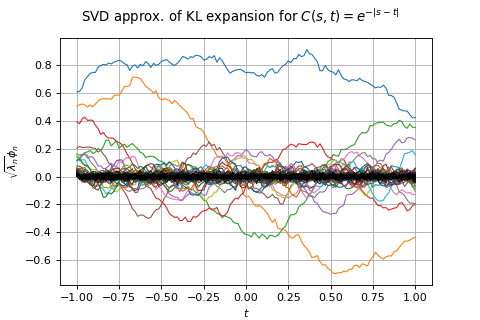 SVD approx. of KL expansion for $C(s, t) = e^{-|s-t|}$
0.8
0.6
0.4
0.2
0.0
−0.2
−0.4
−0.6
$\sqrt{\lambda_n}\phi_n$
−1.00 −0.75 −0.50 −0.25 0.00 0.25 0.50 0.75 1.00
t